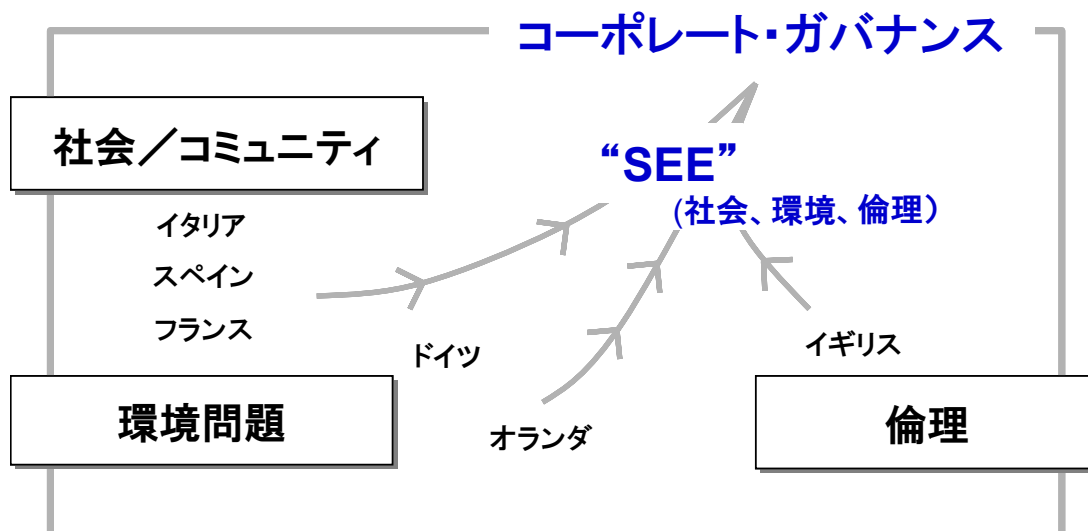 コーポレート・ガバナンス
社会／コミュニティ
“SEE”
(社会、環境、倫理）
イタリア
スペイン
フランス
ドイツ
イギリス
環境問題
オランダ
倫理